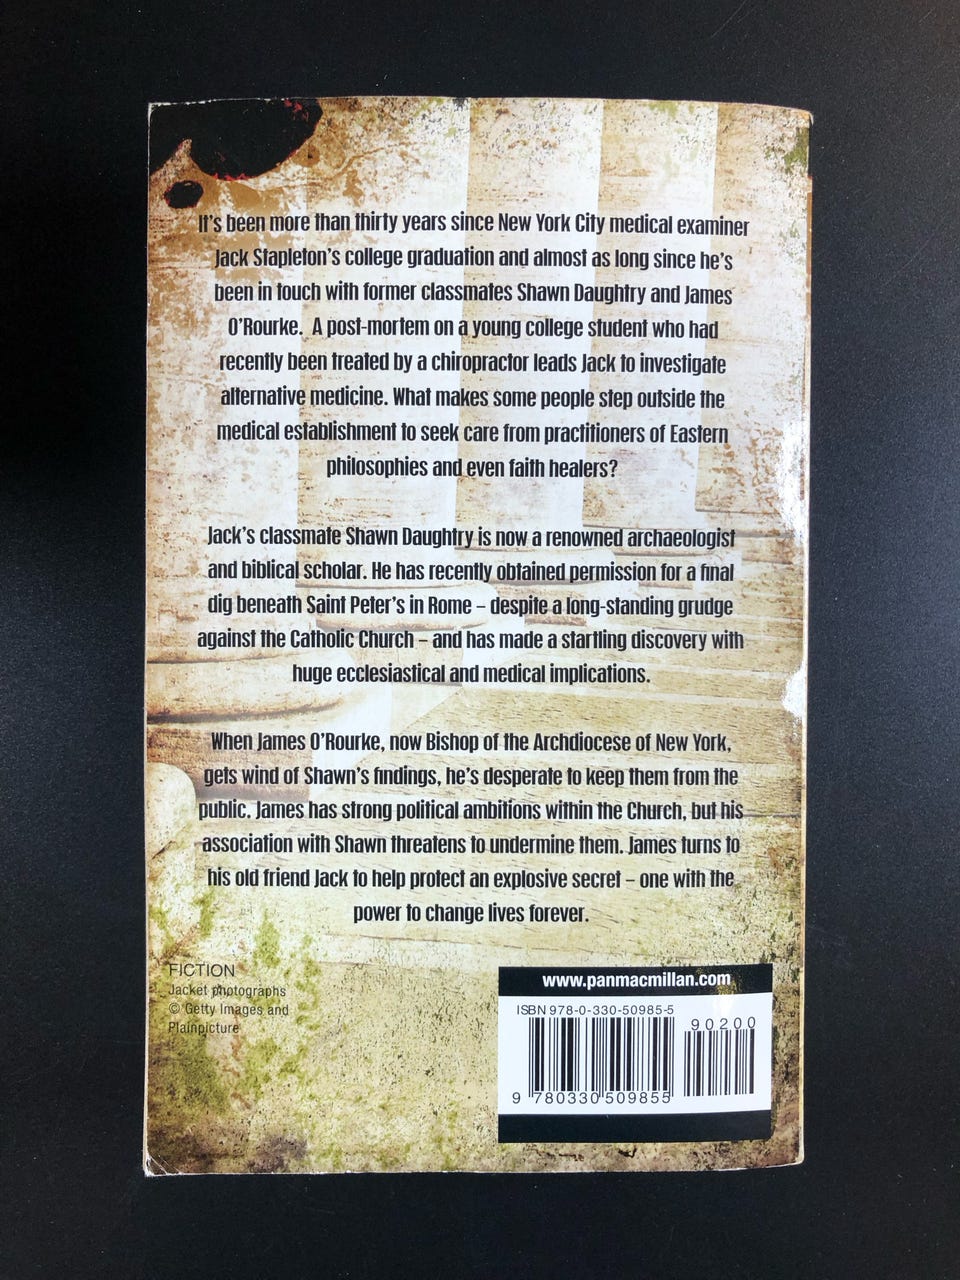 It's been more than thirty years since New York City medical examiner
Jack Stapleton's college graduation and almost as long since he's
been in touch with former classmates Shawn Daughtry and James
O'Rourke. A post-mortem on a young college student who had
recently been treated by a chiropractor leads Jack to investigate
alternative medicine. What makes some people step outside the
medical establishment to seek care from practitioners of Eastern
philosophies and even faith healers?
Jack's classmate Shawn Daughtry is now a renowned archaeologist
and biblical scholar. He has recently obtained permission for a final
dig beneath Saint Peter's in Rome – despite a long-standing grudge
against the Catholic Church – and has made a startling discovery with
huge ecclesiastical and medical implications.
When James O'Rourke, now Bishop of the Archdiocese of New York,
gets wind of Shawn's findings, he's desperate to keep them from the
public. James has strong political ambitions within the Church, but his
association with Shawn threatens to undermine them. James turns to
his old friend Jack to help protect an explosive secret – one with the
power to change lives forever.
FICTION
Jacket photographs
© Getty Images and
Plainpicture
www.panmacmillan.com
ISBN 978-0-330-50985-5
90200
9 780330 509855